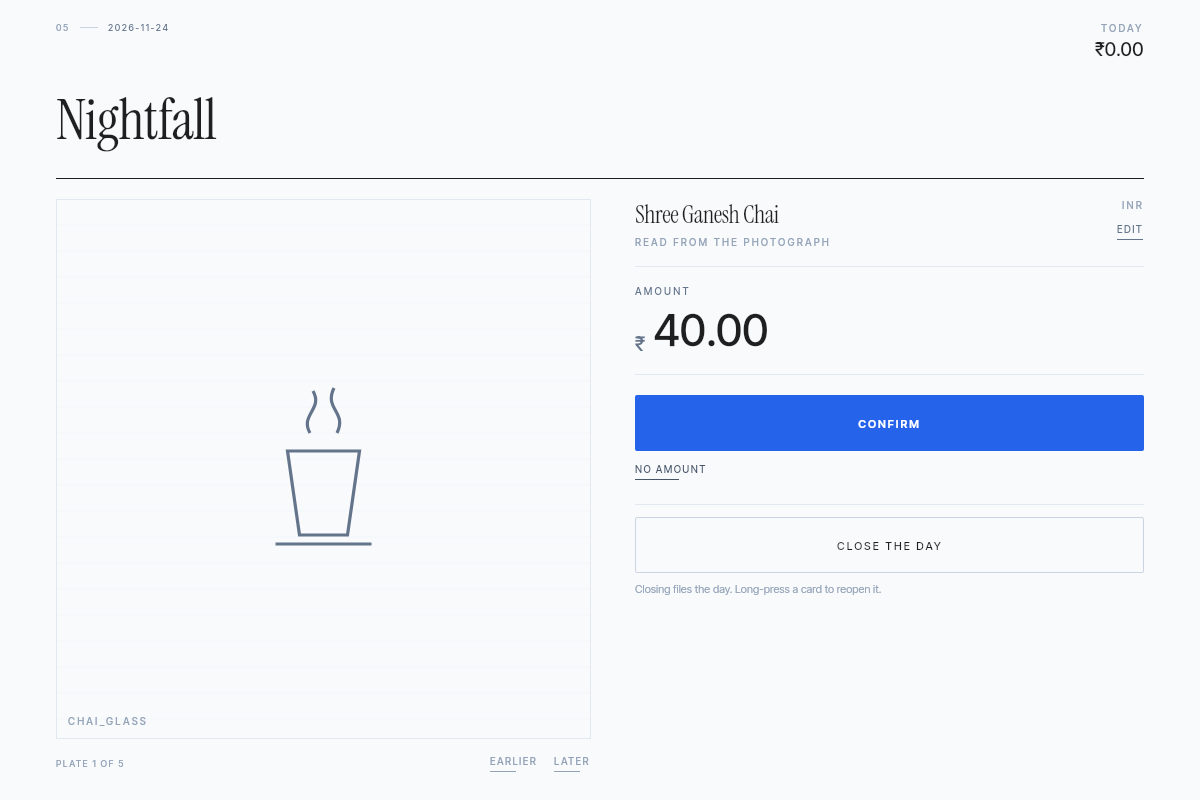 05 2026-11-24
TODAY
₹0.00
Nightfall
Shree Ganesh Chai
READ FROM THE PHOTOGRAPH
INR
EDIT
AMOUNT
₹ 40.00
CONFIRM
NO AMOUNT
CLOSE THE DAY
Closing files the day. Long-press a card to reopen it.
CHAI_GLASS
PLATE 1 OF 5
EARLIER LATER